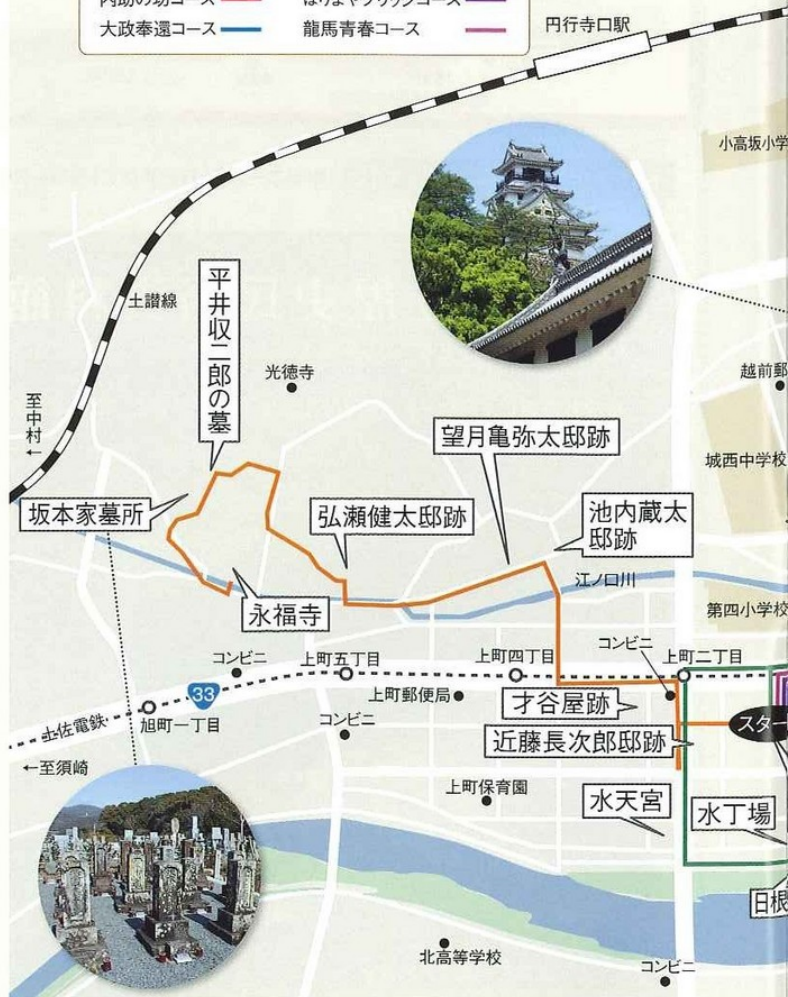 大政奉還コース
龍馬青春コース
円行寺口駅
小高坂小学
土讃線
平井収二郎の墓
光徳寺
越前郵
至中村←
望月亀弥太邸跡
城西中学校
坂本家墓所
弘瀬健太邸跡
池内蔵太
邸跡
江ノ口川
永福寺
第四小学校
コンビニ
上町五丁目
上町四丁目
コンビニ
上町二丁目
33
上町郵便局
才谷屋跡
土佐電鉄
旭町一丁目
コンビニ
近藤長次郎邸跡
スター
←至須崎
上町保育園
水天宮
水丁場
日根
北高等学校
コンビニ